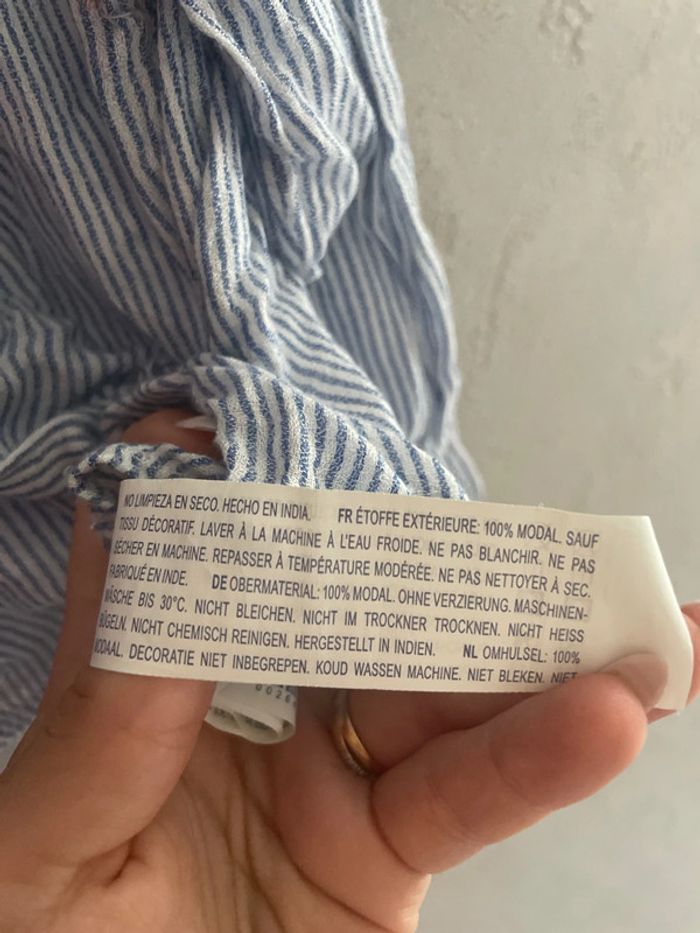 NO LIMPIEZA EN SECO. HECHO EN INDIA. FR ÉTOFFE EXTÉRIEURE: 100% MODAL. SAUF
TISSU DÉCORATIF. LAVER À LA MACHINE À L'EAU FROIDE. NE PAS BLANCHIR. NE PAS
SÉCHER EN MACHINE. REPASSER À TEMPÉRATURE MODÉRÉE. NE PAS NETTOYER À SEC.
FABRIQUÉ EN INDE. DE OBERMATERIAL: 100% MODAL. OHNE VERZIERUNG. MASCHINEN-
WÄSCHE BIS 30°C. NICHT BLEICHEN. NICHT IM TROCKNER TROCKNEN. NICHT HEISS
BÜGELN. NICHT CHEMISCH REINIGEN. HERGESTELLT IN INDIEN. NL OMHULSEL: 100%
MODAAL. DECORATIE NIET INBEGREPEN. KOUD WASSEN MACHINE. NIET BLEKEN. NIET